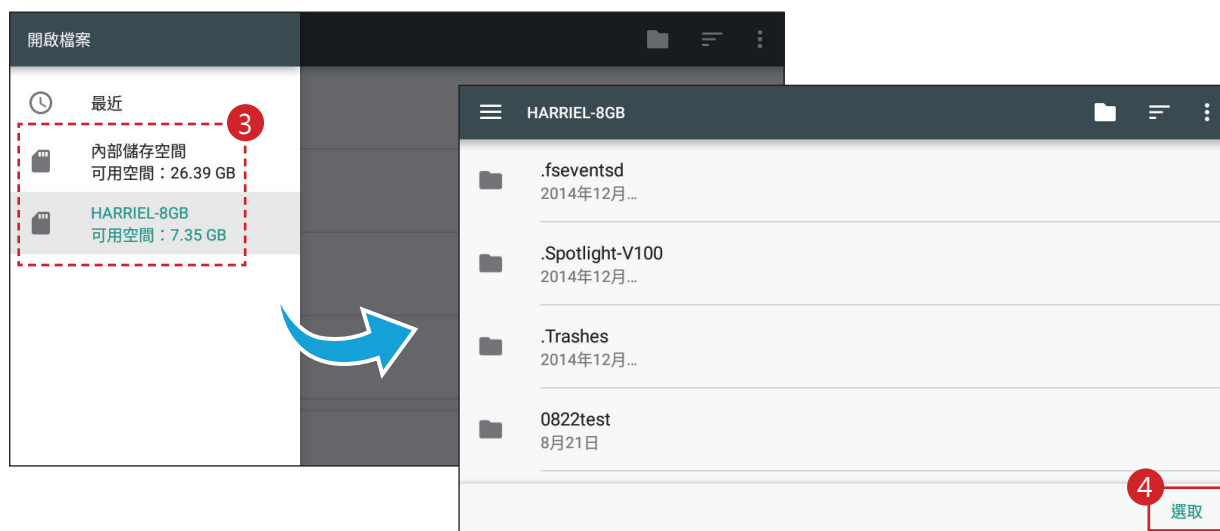 開啟檔案
最近
3
內部儲存空間
可用空間：26.39 GB
HARRIEL-8GB
可用空間：7.35 GB
HARRIEL-8GB
.fseventsd
2014年12月...
.Spotlight-V100
2014年12月...
.Trashes
2014年12月...
0822test
8月21日
4
選取